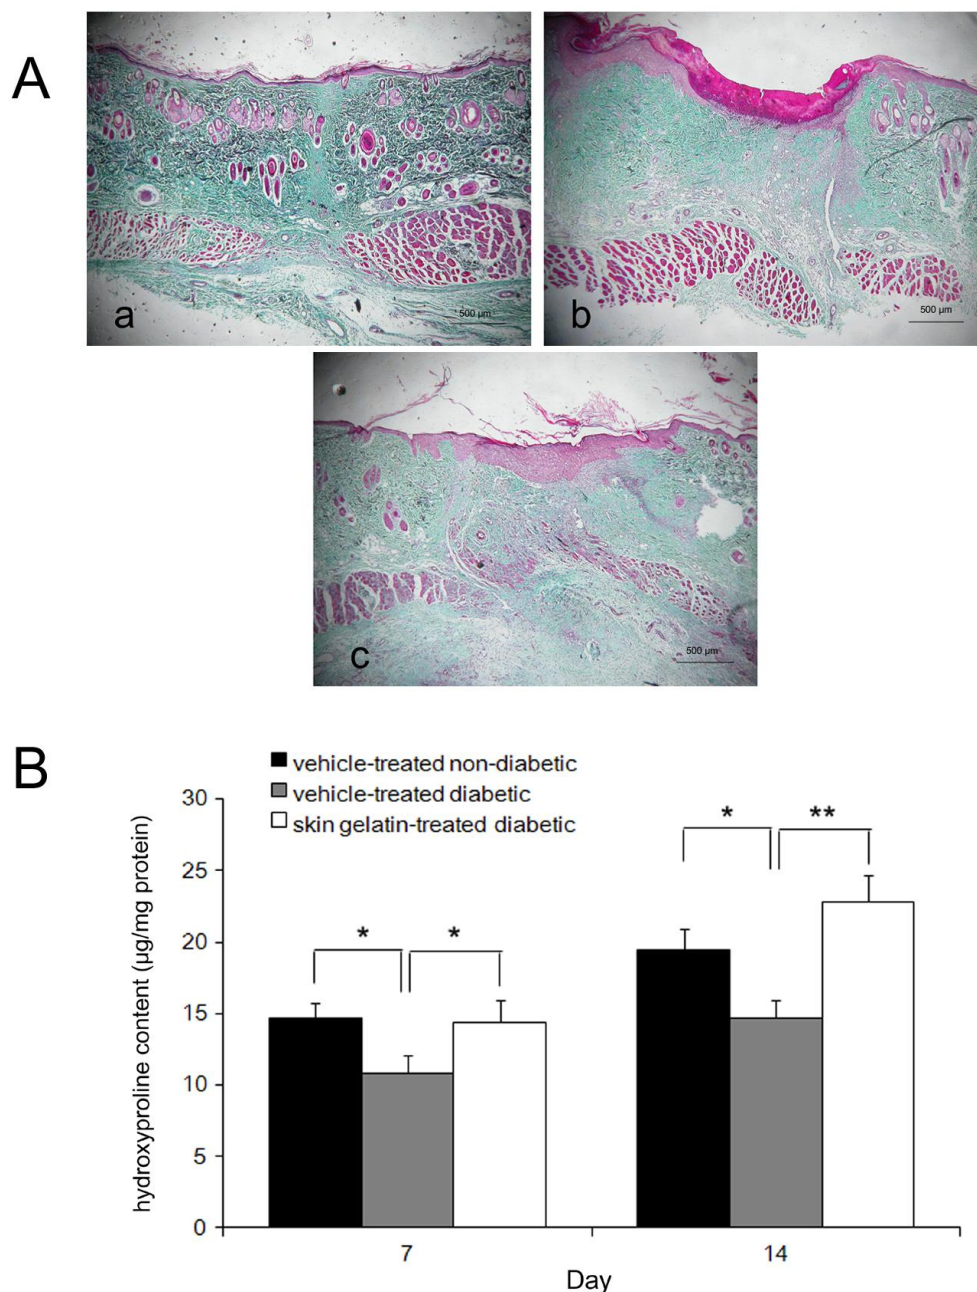 A
a
500 µm
b
500 µm
c
500 µm
B
vehicle-treated non-diabetic
vehicle-treated diabetic
skin gelatin-treated diabetic
hydroxyproline content (µg/mg protein)
30
25
20
15
10
5
0
*
*
*
**
7
14
Day